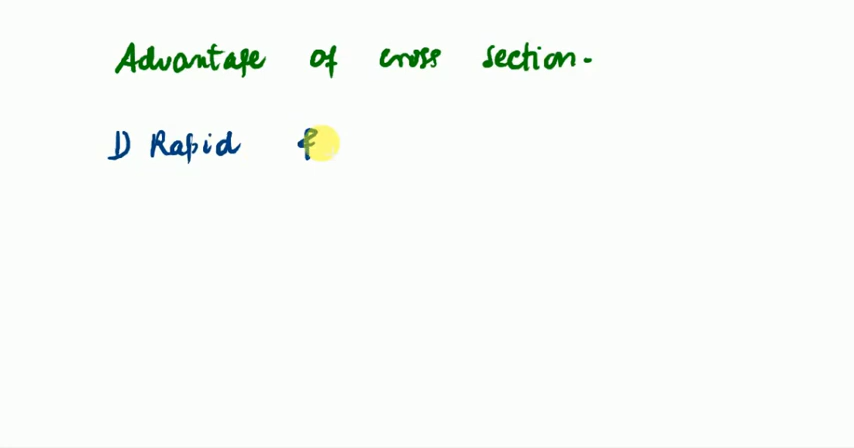 Advantage of cross section.
1) Rapid